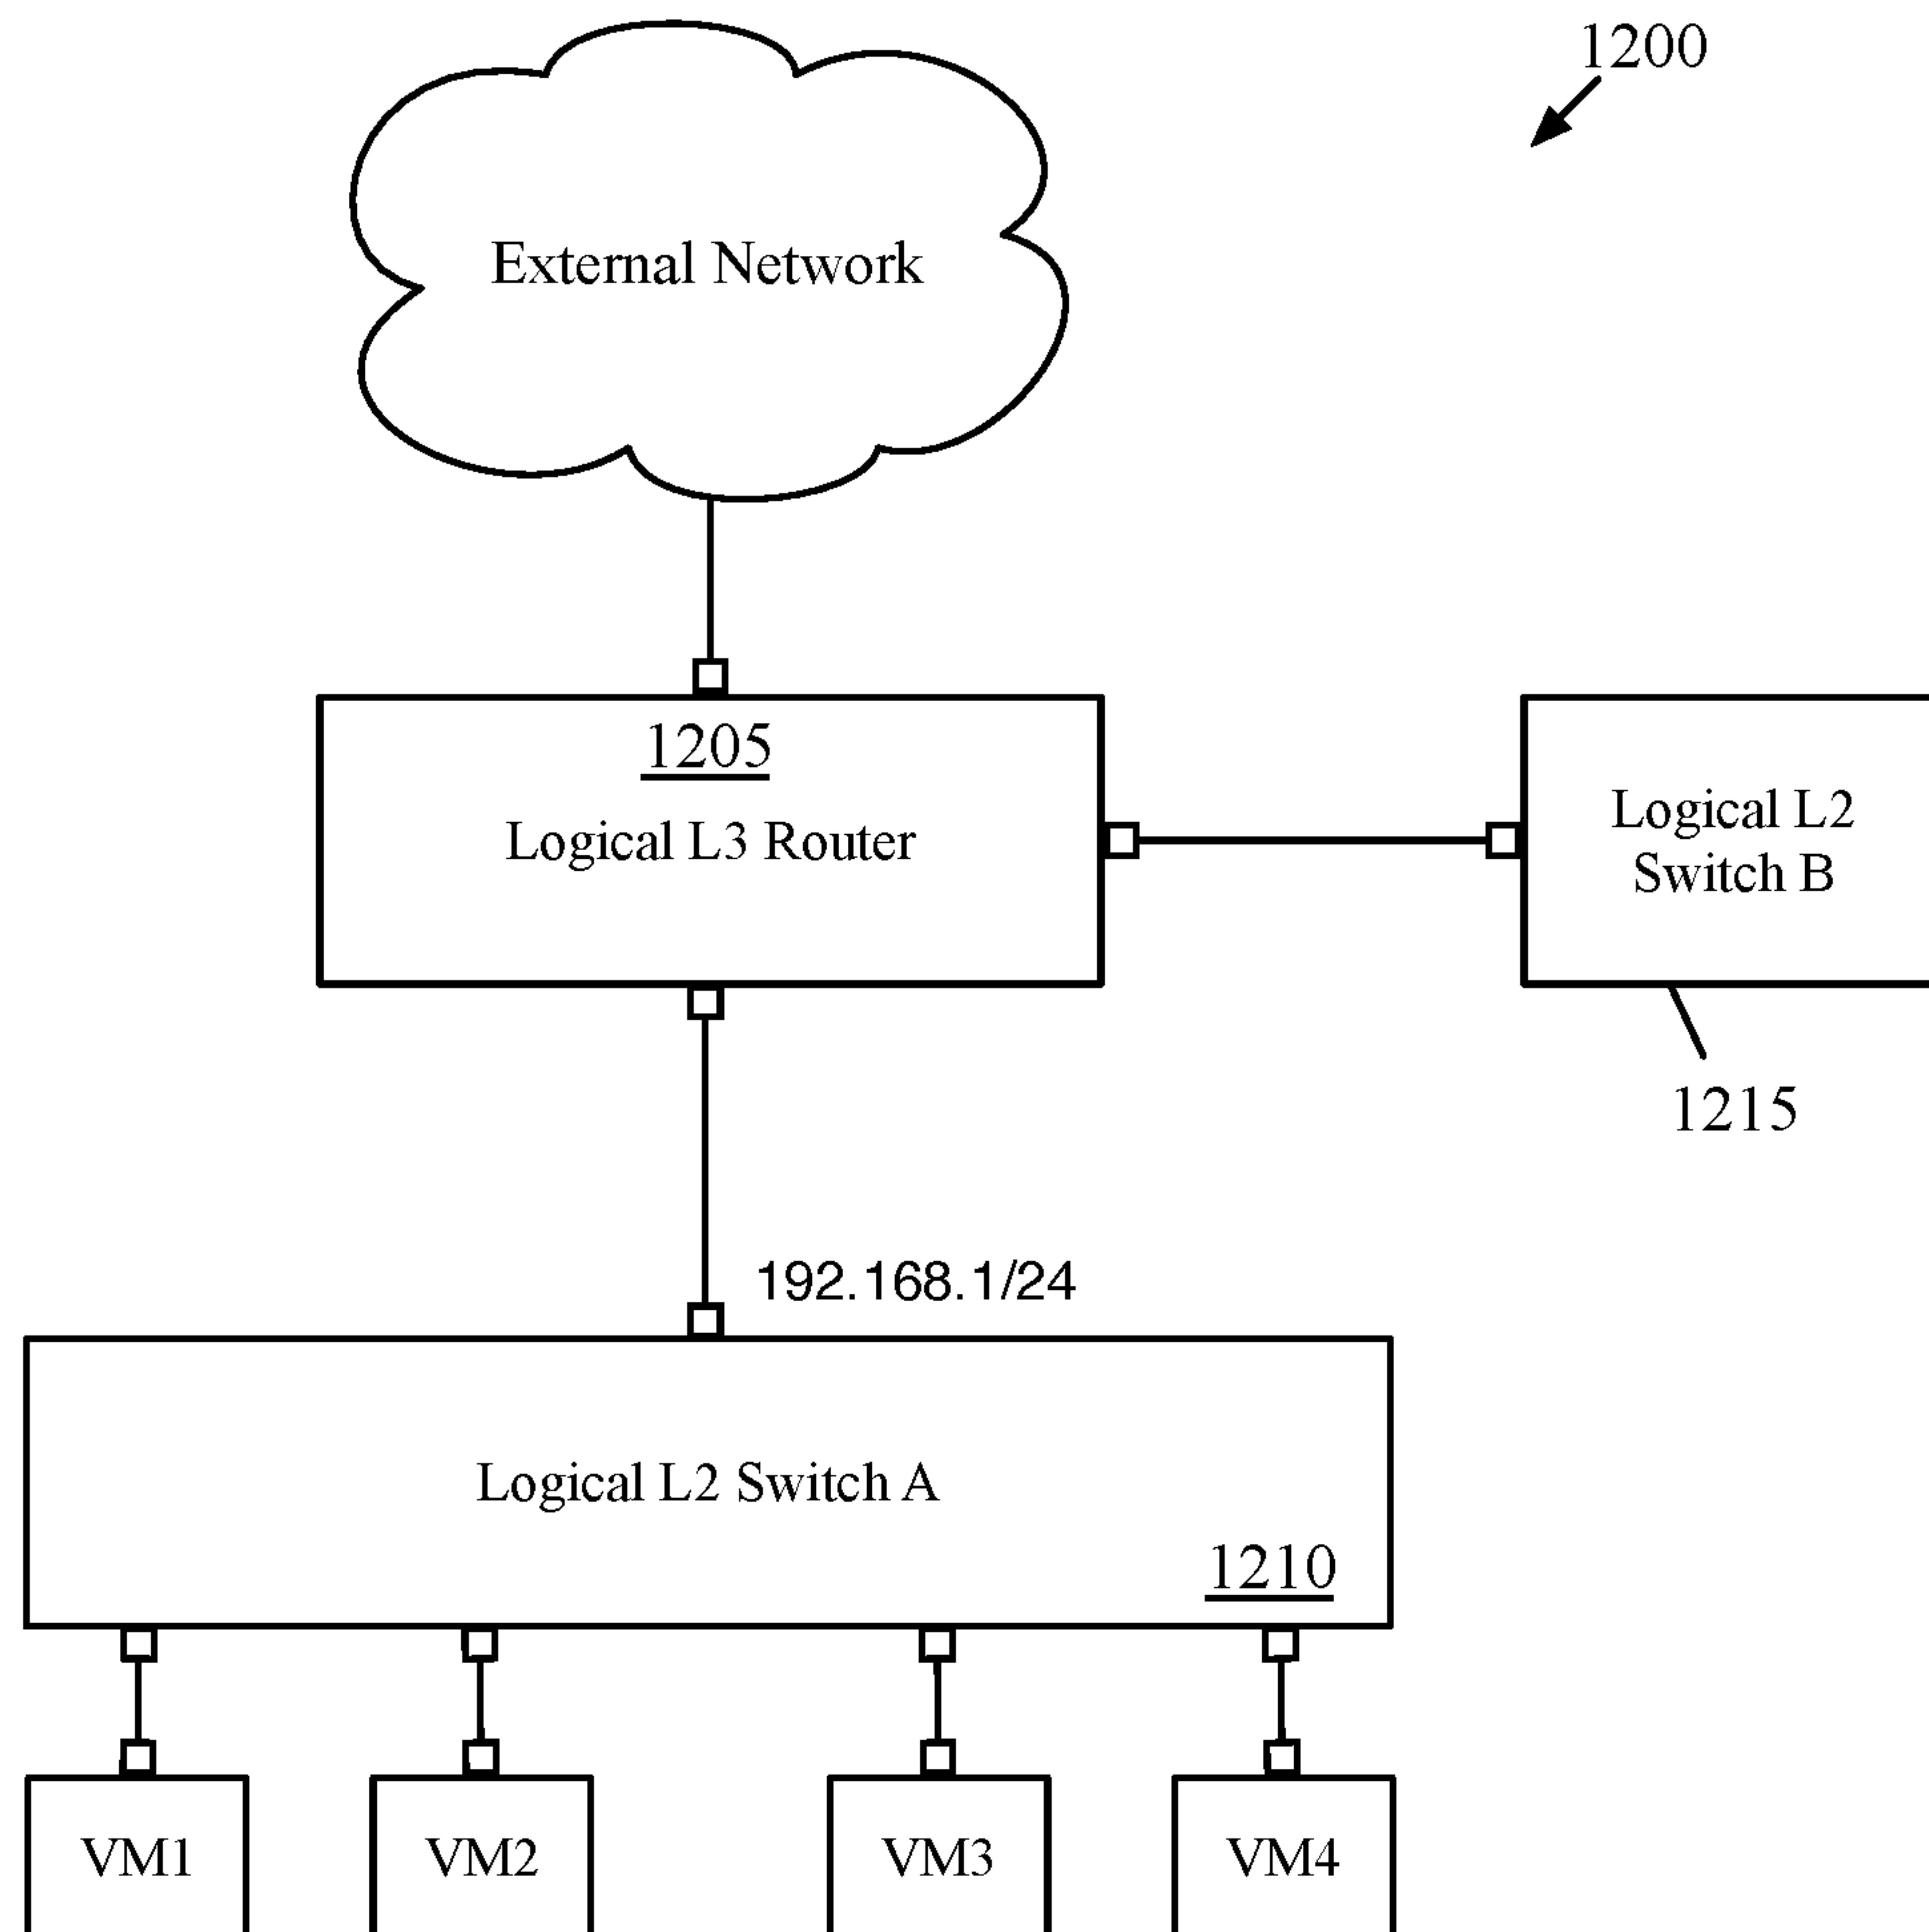 1200
External Network
1205
Logical L3 Router
Logical L2
Switch B
1215
192.168.1/24
Logical L2 Switch A
1210
VM1
VM2
VM3
VM4